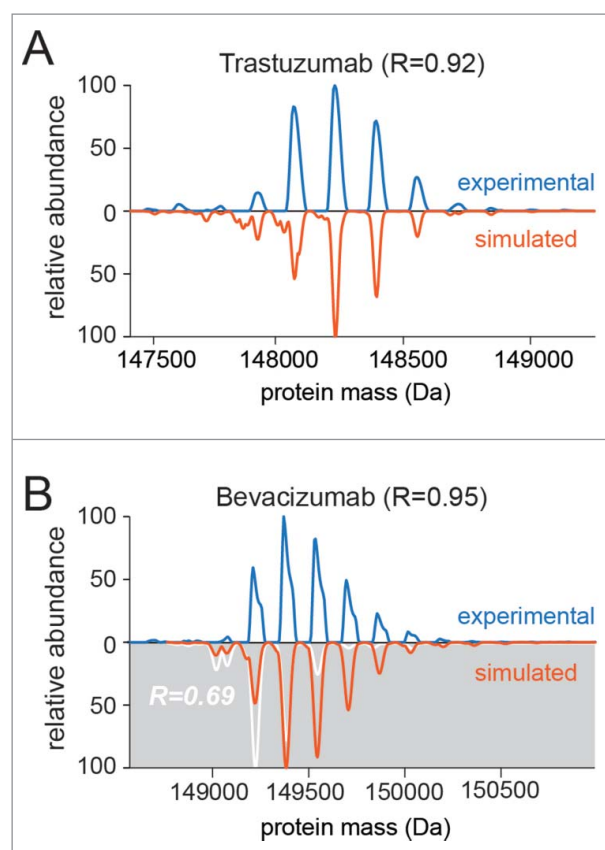 A
Trastuzumab (R=0.92)
relative abundance
100
50
0
50
100
experimental
simulated
147500 148000 148500 149000
protein mass (Da)
B
Bevacizumab (R=0.95)
relative abundance
100
50
0
50
100
experimental
simulated
R=0.69
149000 149500 150000 150500
protein mass (Da)